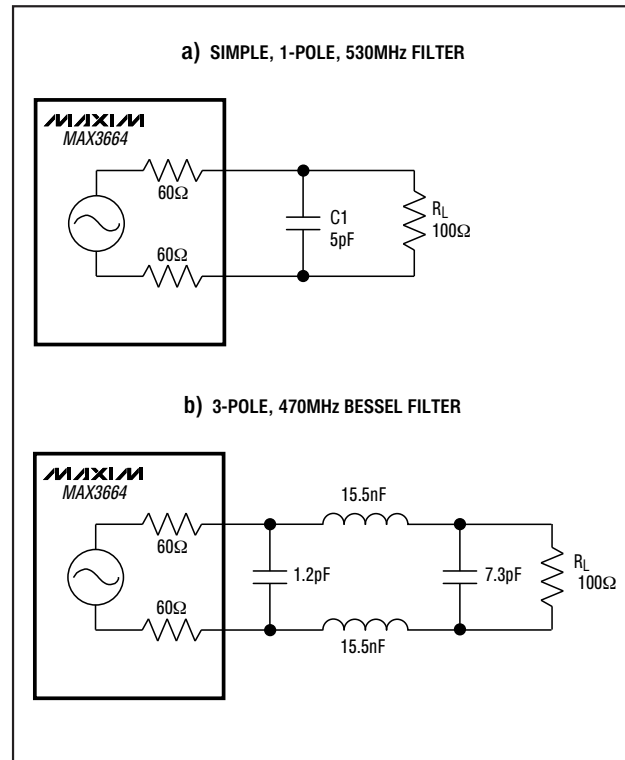 a) SIMPLE, 1-POLE, 530MHz FILTER
MAXIM
MAX3664
60Ω
60Ω
C1
5pF
RL
100Ω
b) 3-POLE, 470MHz BESSEL FILTER
MAXIM
MAX3664
60Ω
60Ω
1.2pF
15.5nF
15.5nF
7.3pF
RL
100Ω